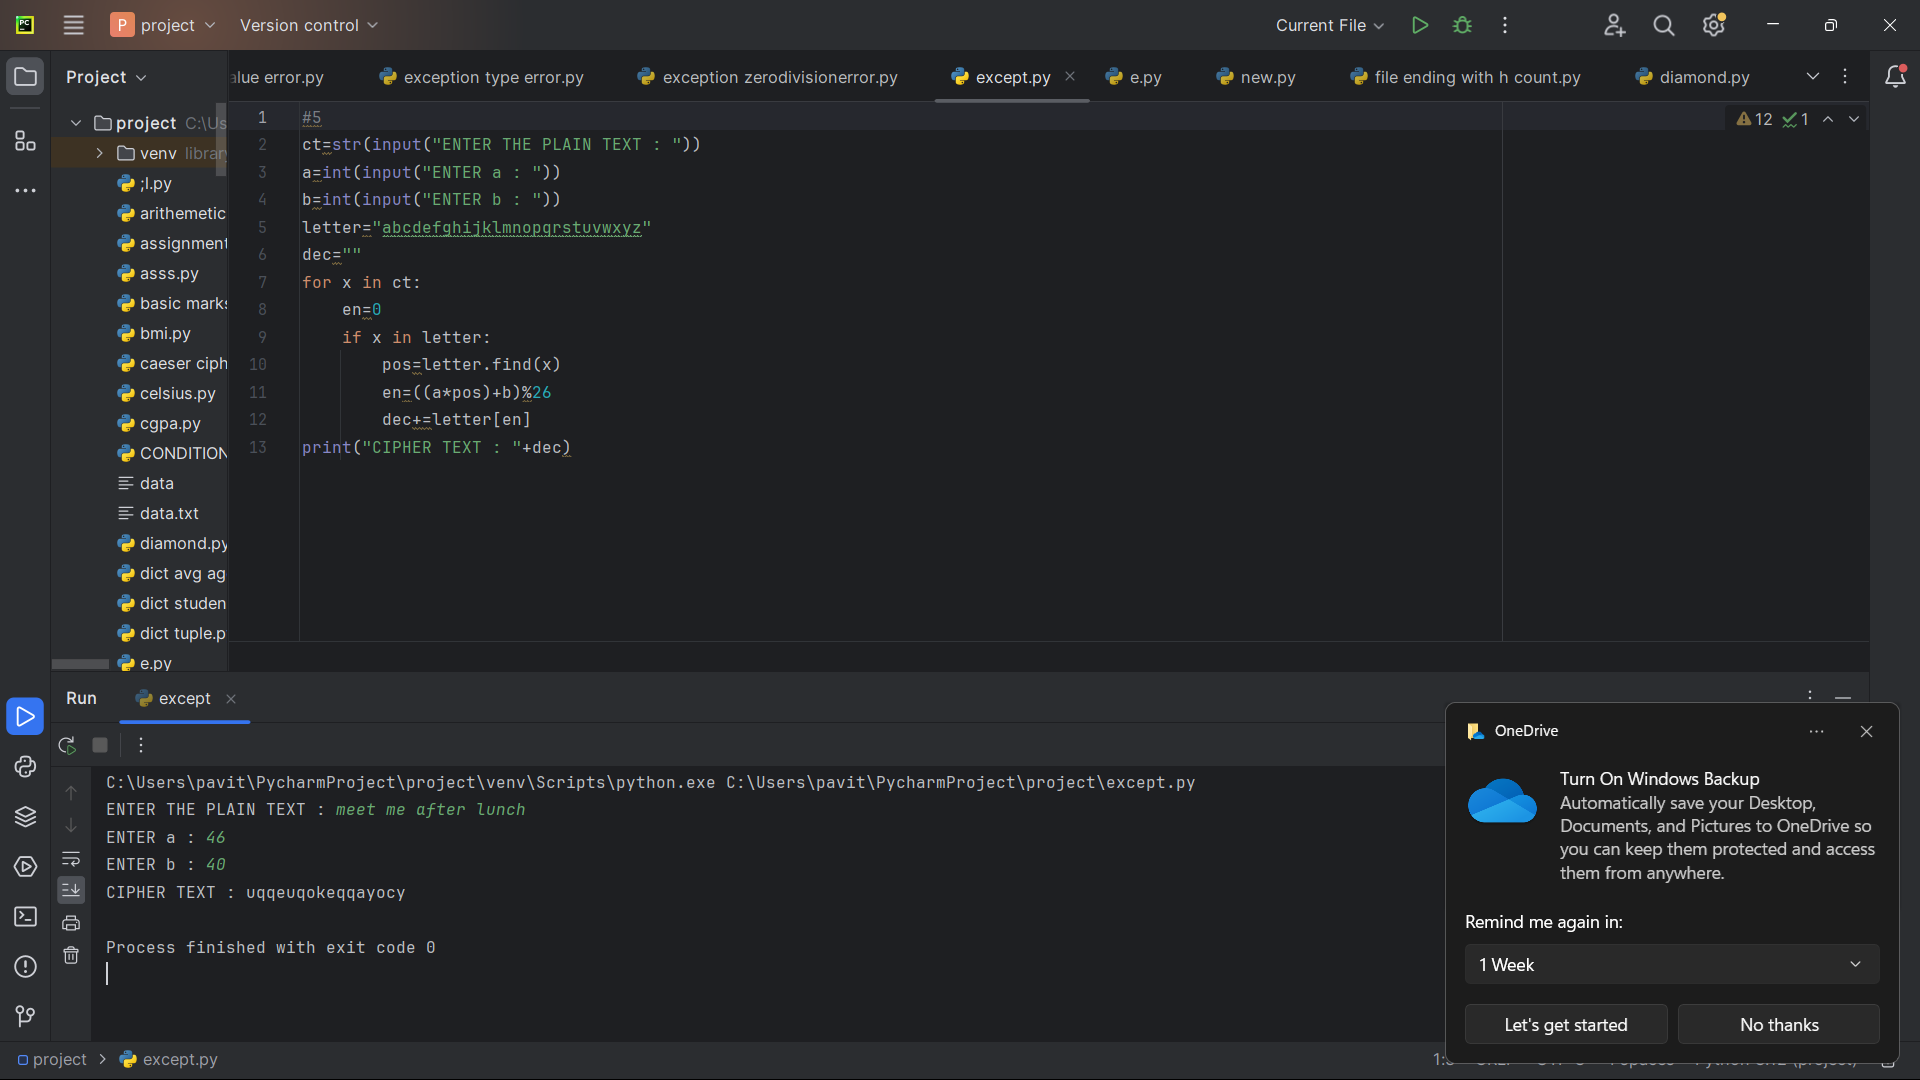 PC
P project
Version control
Current File
Project
alue error.py
exception type error.py
exception zerodivisionerror.py
except.py
e.py
new.py
file ending with h count.py
diamond.py
project C:\Us
venv library
;l.py
arithemetic
assignment
asss.py
basic marks
bmi.py
caeser ciph
celsius.py
cgpa.py
CONDITION
data
data.txt
diamond.py
dict avg ag
dict studen
dict tuple.p
e.py
12 1
1 #5
2 ct=str(input("ENTER THE PLAIN TEXT : "))
3 a=int(input("ENTER a : "))
4 b=int(input("ENTER b : "))
5 letter="abcdefghijklmnopqrstuvwxyz"
6 dec=""
7 for x in ct:
8 en=0
9 if x in letter:
10 pos=letter.find(x)
11 en=((a*pos)+b)%26
12 dec+=letter[en]
13 print("CIPHER TEXT : "+dec)
Run
except
C:\Users\pavit\PycharmProject\project\venv\Scripts\python.exe C:\Users\pavit\PycharmProject\project\except.py
ENTER THE PLAIN TEXT : meet me after lunch
ENTER a : 46
ENTER b : 40
CIPHER TEXT : uqqeuqokeqqayocy
Process finished with exit code 0
OneDrive
Turn On Windows Backup
Automatically save your Desktop,
Documents, and Pictures to OneDrive so
you can keep them protected and access
them from anywhere.
Remind me again in:
1 Week
Let's get started
No thanks
project
except.py